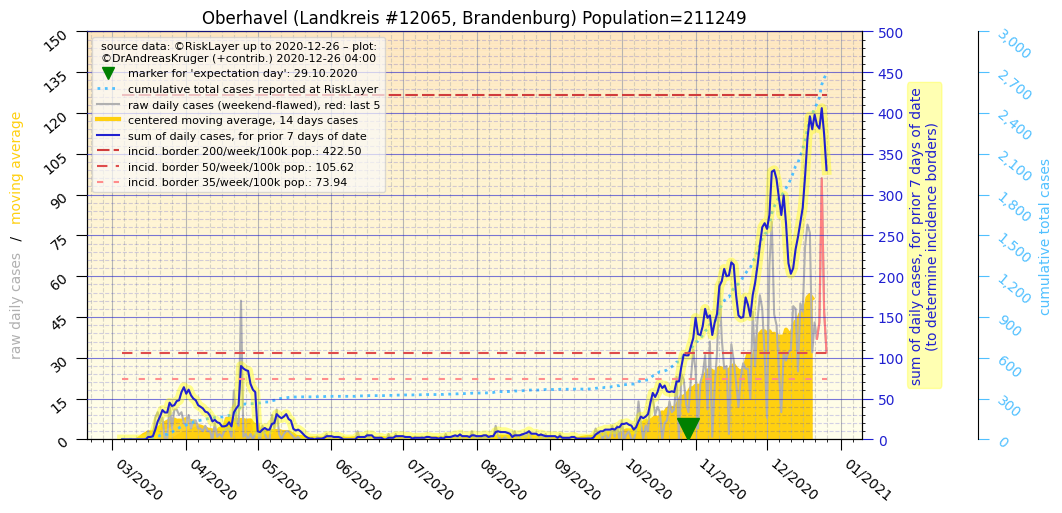 Oberhavel (Landkreis #12065, Brandenburg) Population=211249
source data: ©RiskLayer up to 2020-12-26 – plot:
©DrAndreasKruger (+contrib.) 2020-12-26 04:00
marker for 'expectation day': 29.10.2020
cumulative total cases reported at RiskLayer
raw daily cases (weekend-flawed), red: last 5
centered moving average, 14 days cases
sum of daily cases, for prior 7 days of date
incid. border 200/week/100k pop.: 422.50
incid. border 50/week/100k pop.: 105.62
incid. border 35/week/100k pop.: 73.94
raw daily cases / moving average
150
135
120
105
90
75
60
45
30
15
0
03/2020
04/2020
05/2020
06/2020
07/2020
08/2020
09/2020
10/2020
11/2020
12/2020
01/2021
500
450
400
350
300
250
200
150
100
50
0
sum of daily cases, for prior 7 days of date
(to determine incidence borders)
3,000
2,700
2,400
2,100
1,800
1,500
1,200
900
600
300
0
cumulative total cases